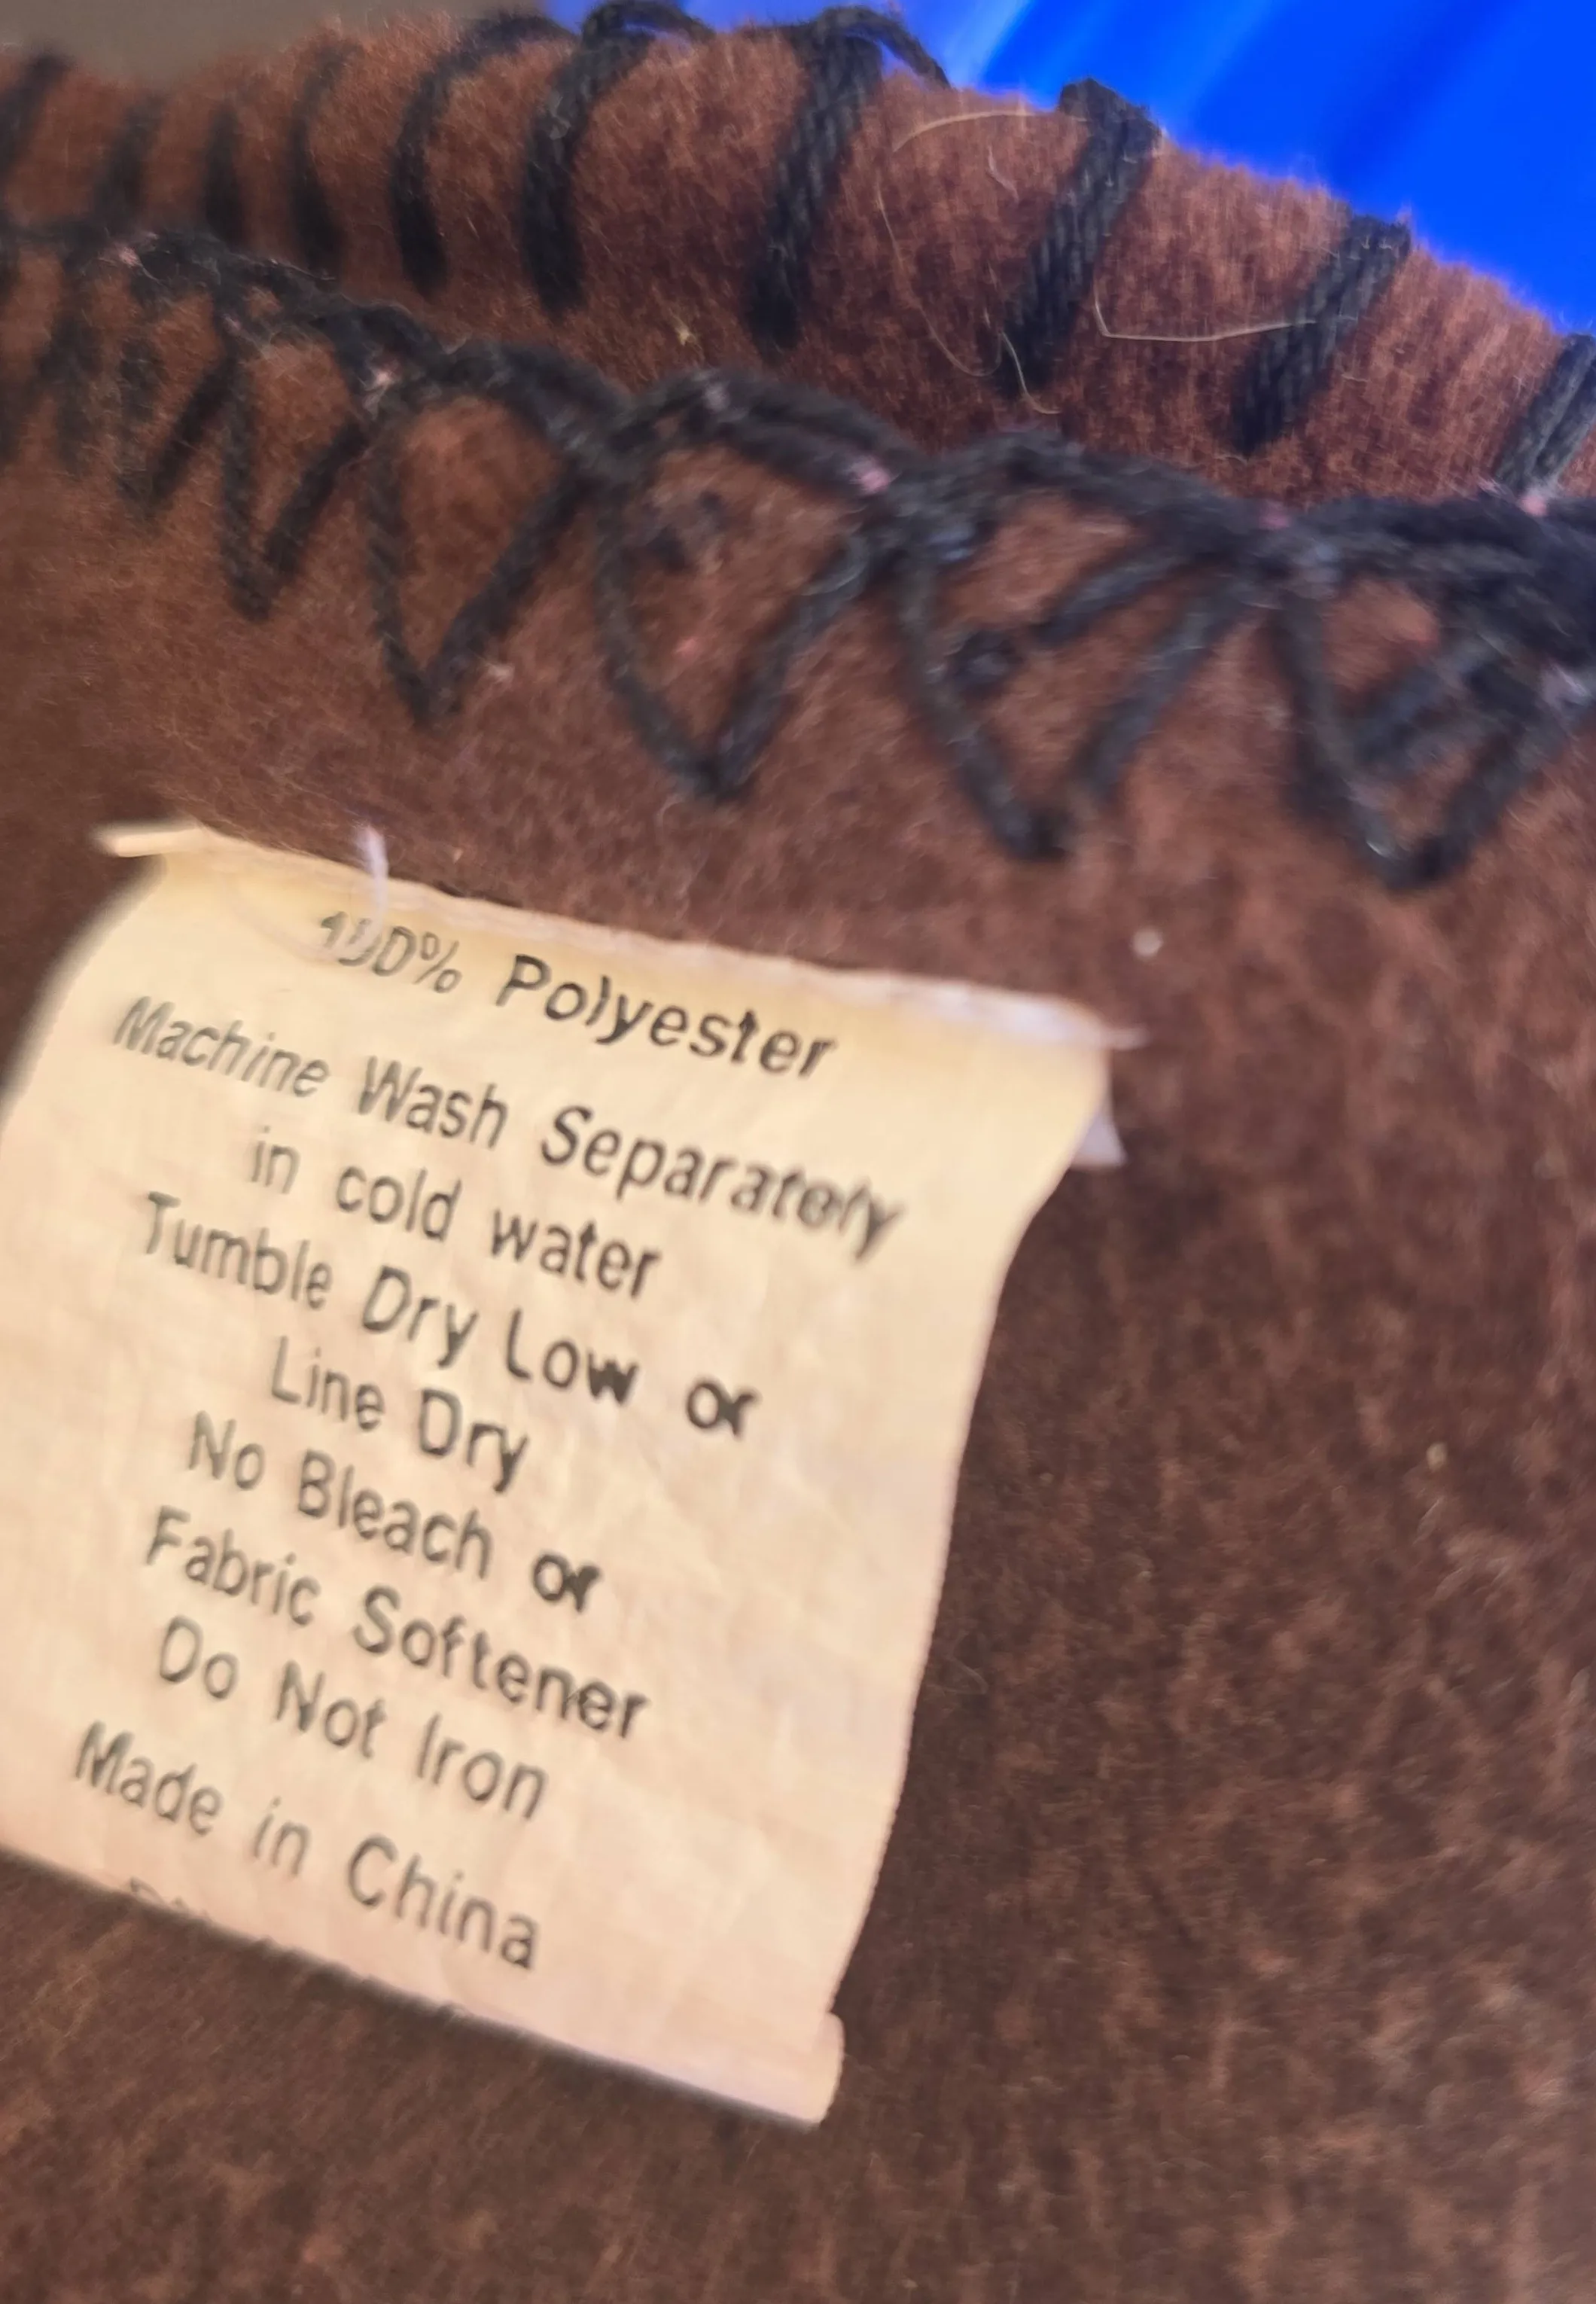 100% Polyester
Machine Wash Separately
in cold water
Tumble Dry Low or
Line Dry
No Bleach or
Fabric Softener
Do Not Iron
Made in China